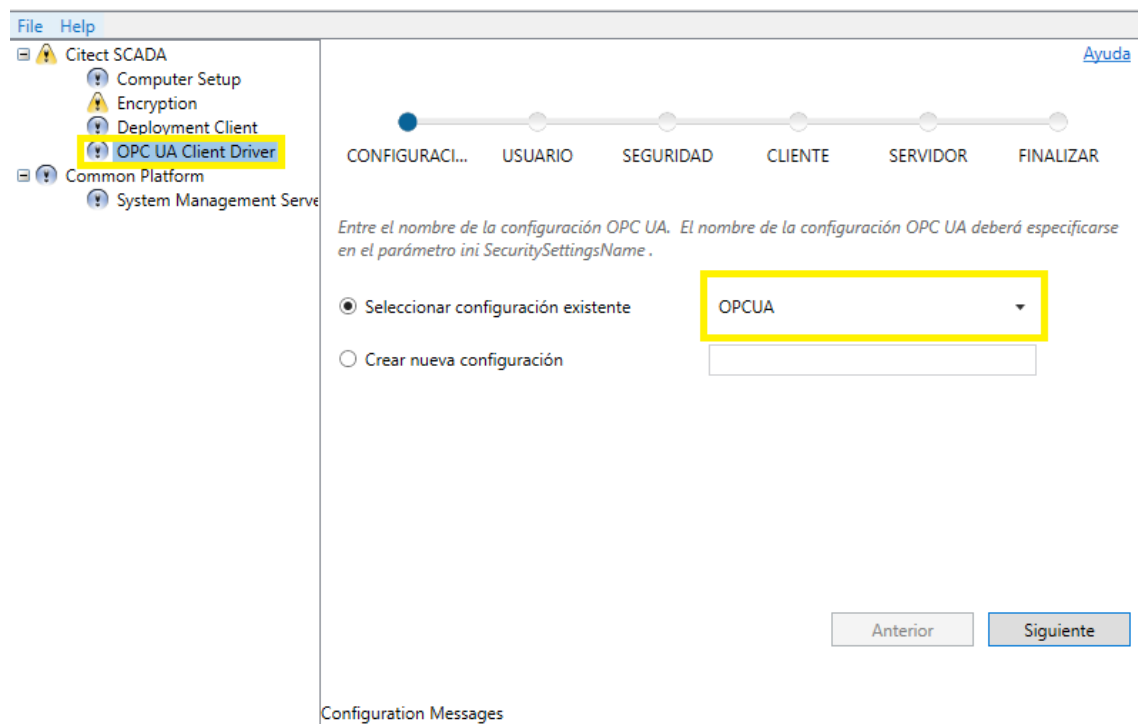 File Help
Citect SCADA
Computer Setup
Encryption
Deployment Client
OPC UA Client Driver
Common Platform
System Management Serve
Ayuda
CONFIGURACI... USUARIO SEGURIDAD CLIENTE SERVIDOR FINALIZAR
Entre el nombre de la configuración OPC UA. El nombre de la configuración OPC UA deberá especificarse
en el parámetro ini SecuritySettingsName .
Seleccionar configuración existente OPCUA
Crear nueva configuración
Anterior Siguiente
Configuration Messages